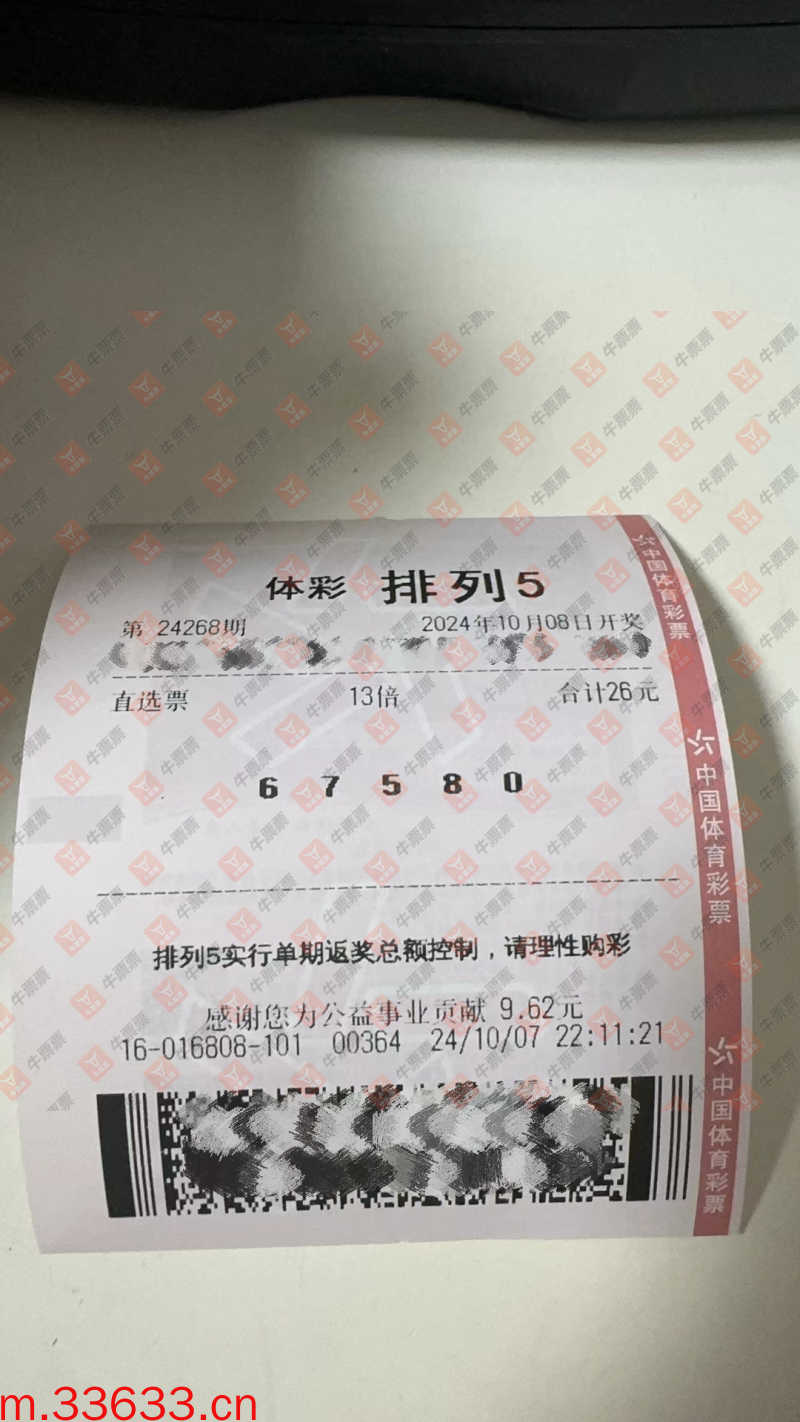 体彩 排列5
第 24268期 2024年10月08日开奖
直选票 13倍 合计26元
6 7 5 8 0
排列5实行单期返奖总额控制，请理性购彩
感谢您为公益事业贡献 9.62元
16-016808-101 00364 24/10/07 22:11:21
中国体育彩票
中国体育彩票
中国体育彩票
牛票票
m.33633.cn